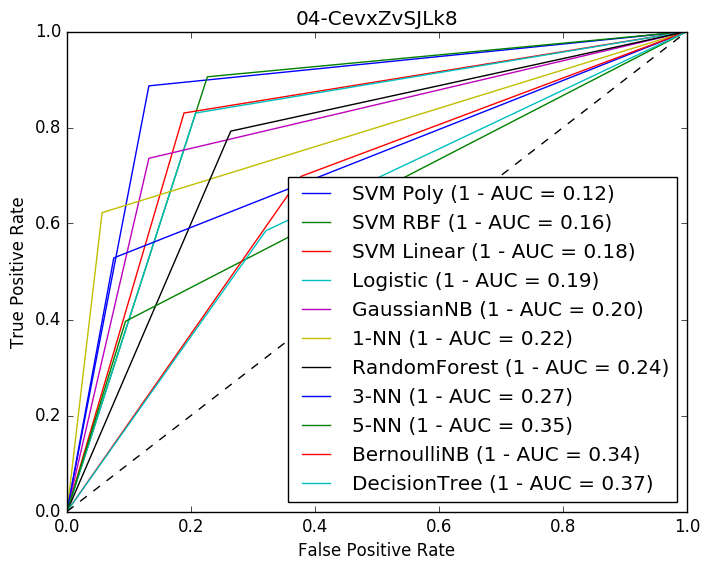 04-CevxZvSJLk8
1.0
0.8
0.6
0.4
0.2
0.0
True Positive Rate
SVM Poly (1 - AUC = 0.12)
SVM RBF (1 - AUC = 0.16)
SVM Linear (1 - AUC = 0.18)
Logistic (1 - AUC = 0.19)
GaussianNB (1 - AUC = 0.20)
1-NN (1 - AUC = 0.22)
RandomForest (1 - AUC = 0.24)
3-NN (1 - AUC = 0.27)
5-NN (1 - AUC = 0.35)
BernoulliNB (1 - AUC = 0.34)
DecisionTree (1 - AUC = 0.37)
0.0 0.2 0.4 0.6 0.8 1.0
False Positive Rate